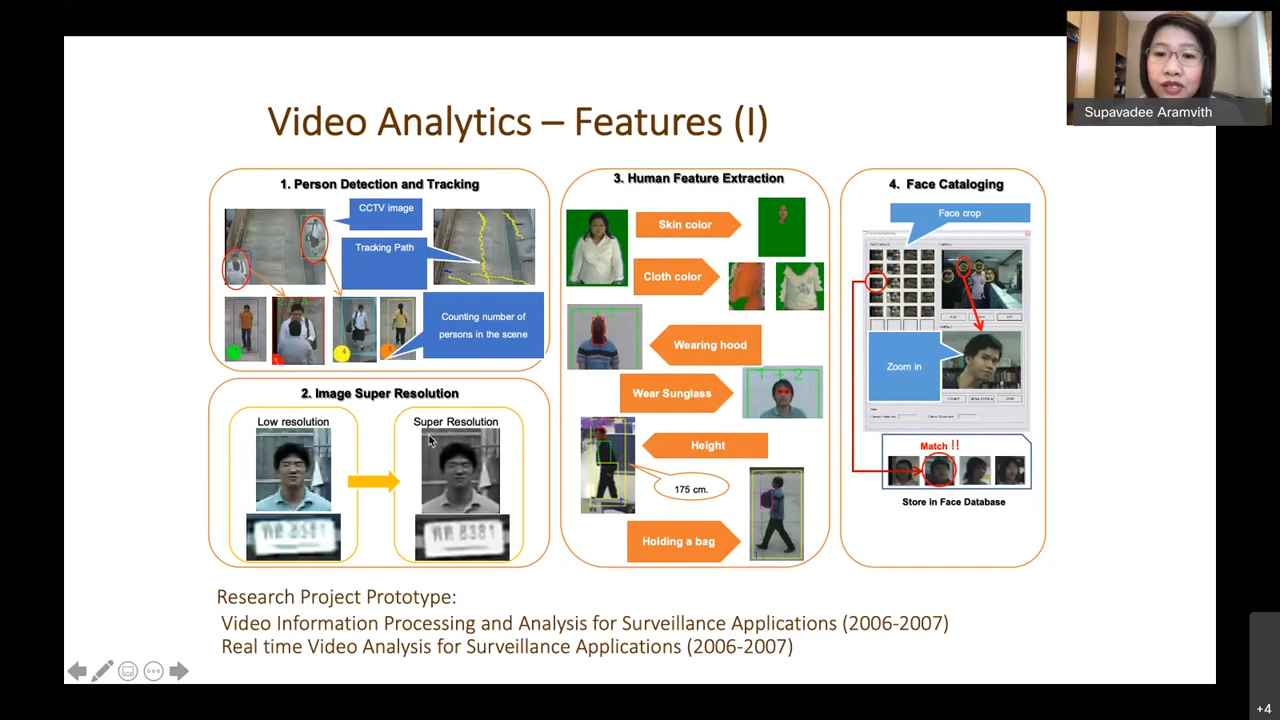 Supavadee Aramvith
Video Analytics – Features (I)
1. Person Detection and Tracking
CCTV image
Tracking Path
Counting number of
persons in the scene
2. Image Super Resolution
Low resolution
Super Resolution
8381
3. Human Feature Extraction
Skin color
Cloth color
Wearing hood
Wear Sunglass
1 + 2
Height
175 cm.
Holding a bag
4. Face Cataloging
Face crop
Zoom in
Match !!
Store in Face Database
Research Project Prototype:
Video Information Processing and Analysis for Surveillance Applications (2006-2007)
Real time Video Analysis for Surveillance Applications (2006-2007)
+4